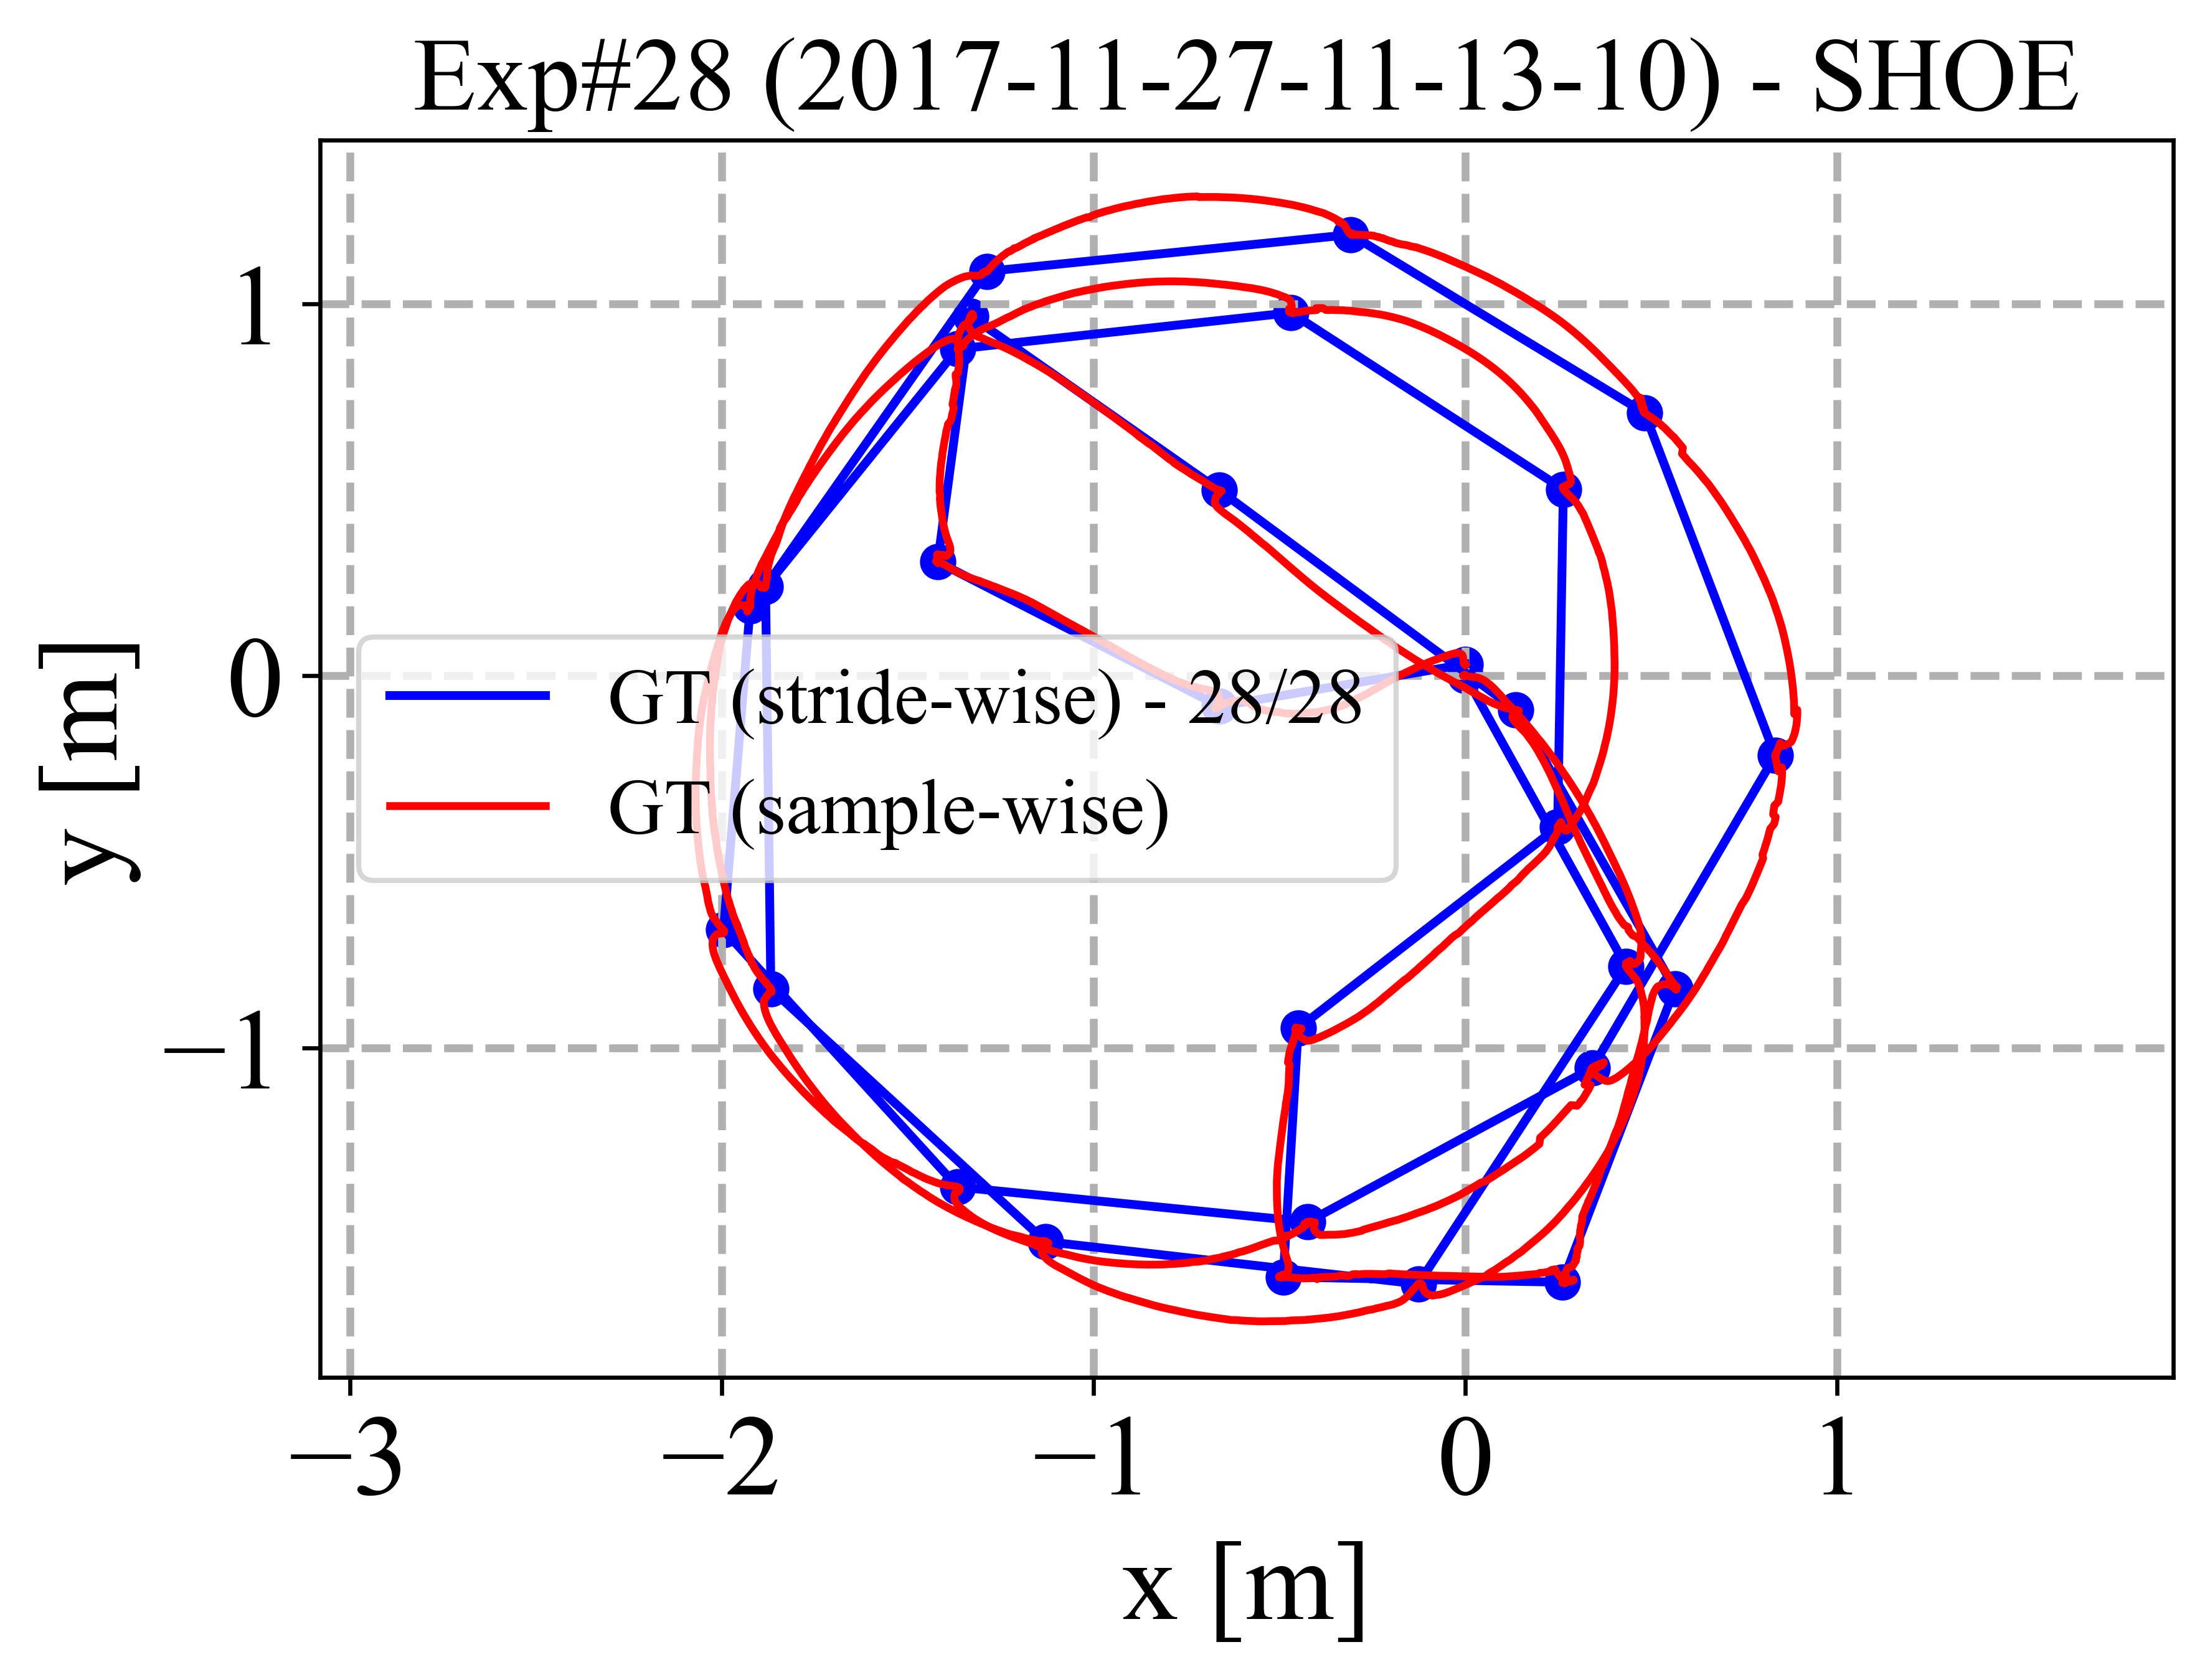 Exp#28 (2017-11-27-11-13-10) - SHOE
1
0
−1
y [m]
GT (stride-wise) - 28/28
GT (sample-wise)
−3 −2 −1 0 1
x [m]